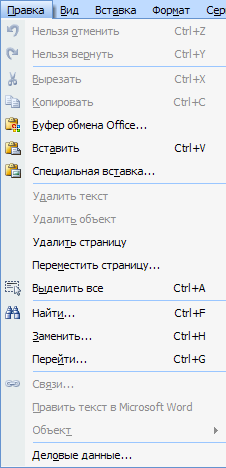 Правка Вид Вставка Формат Сер
Нельзя отменить Ctrl+Z
Нельзя вернуть Ctrl+Y
Вырезать Ctrl+X
Копировать Ctrl+C
Буфер обмена Office...
Вставить Ctrl+V
Специальная вставка...
Удалить текст
Удалить объект
Удалить страницу
Переместить страницу...
Выделить все Ctrl+A
Найти... Ctrl+F
Заменить... Ctrl+H
Перейти... Ctrl+G
Связи...
Править текст в Microsoft Word
Объект
Деловые данные...